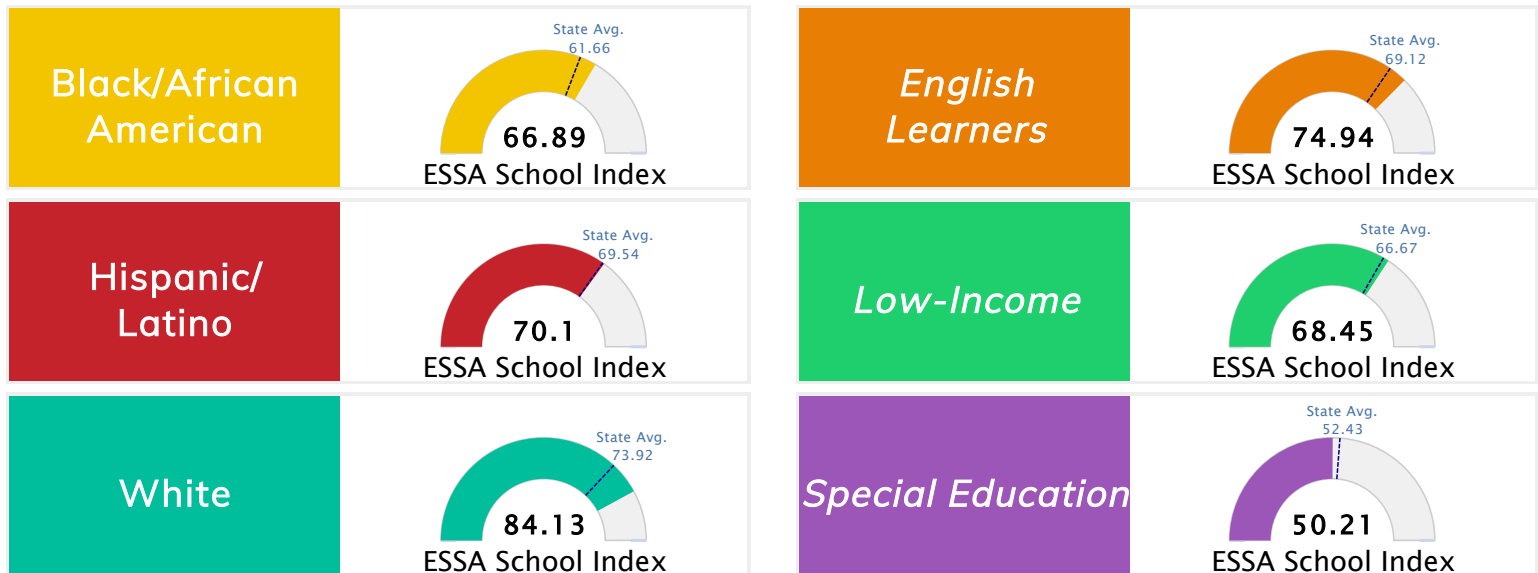 Black/African
American
State Avg.
61.66
66.89
ESSA School Index
English
Learners
State Avg.
69.12
74.94
ESSA School Index
Hispanic/
Latino
State Avg.
69.54
70.1
ESSA School Index
Low-Income
State Avg.
66.67
68.45
ESSA School Index
White
State Avg.
73.92
84.13
ESSA School Index
Special Education
State Avg.
52.43
50.21
ESSA School Index